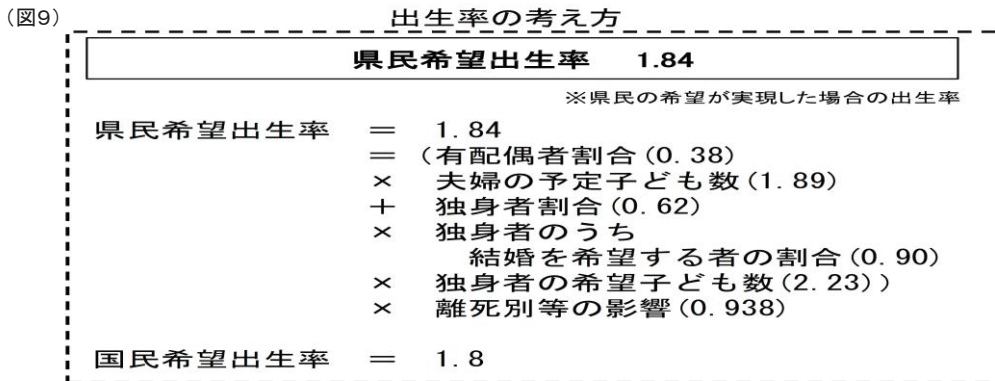 （図9）
出生率の考え方
県民希望出生率　1.84
※県民の希望が実現した場合の出生率
県民希望出生率　＝　1.84
＝（有配偶者割合（0.38）
×　夫婦の予定子ども数（1.89）
＋　独身者割合（0.62）
×　独身者のうち
結婚を希望する者の割合（0.90）
×　独身者の希望子ども数（2.23））
×　離死別等の影響（0.938）
国民希望出生率　＝　1.8